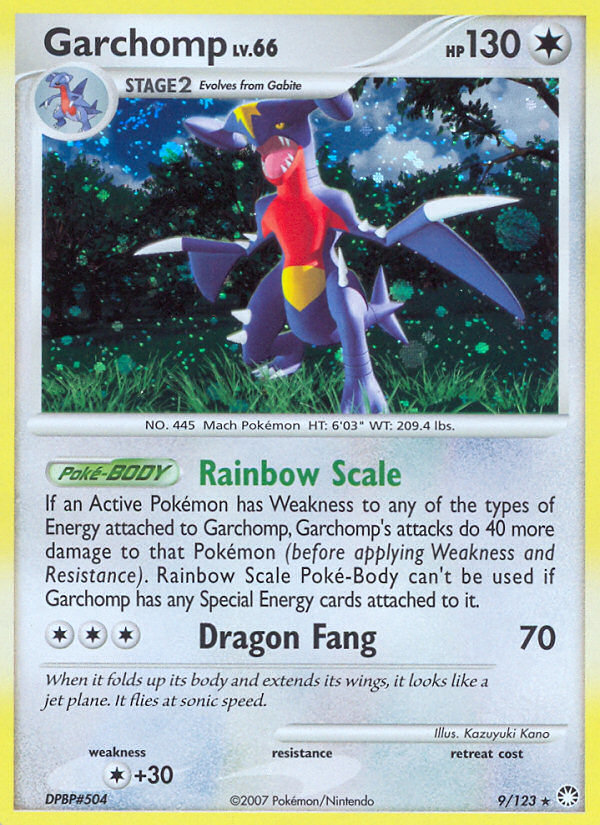 Garchomp LV.66 HP 130
STAGE2 Evolves from Gabite
NO. 445 Mach Pokémon HT: 6'03" WT: 209.4 lbs.
Poké-BODY Rainbow Scale
If an Active Pokémon has Weakness to any of the types of
Energy attached to Garchomp, Garchomp's attacks do 40 more
damage to that Pokémon (before applying Weakness and
Resistance). Rainbow Scale Poké-Body can't be used if
Garchomp has any Special Energy cards attached to it.
Dragon Fang 70
When it folds up its body and extends its wings, it looks like a
jet plane. It flies at sonic speed.
Illus. Kazuyuki Kano
weakness resistance retreat cost
+30
DPBP#504 ©2007 Pokémon/Nintendo 9/123 ★